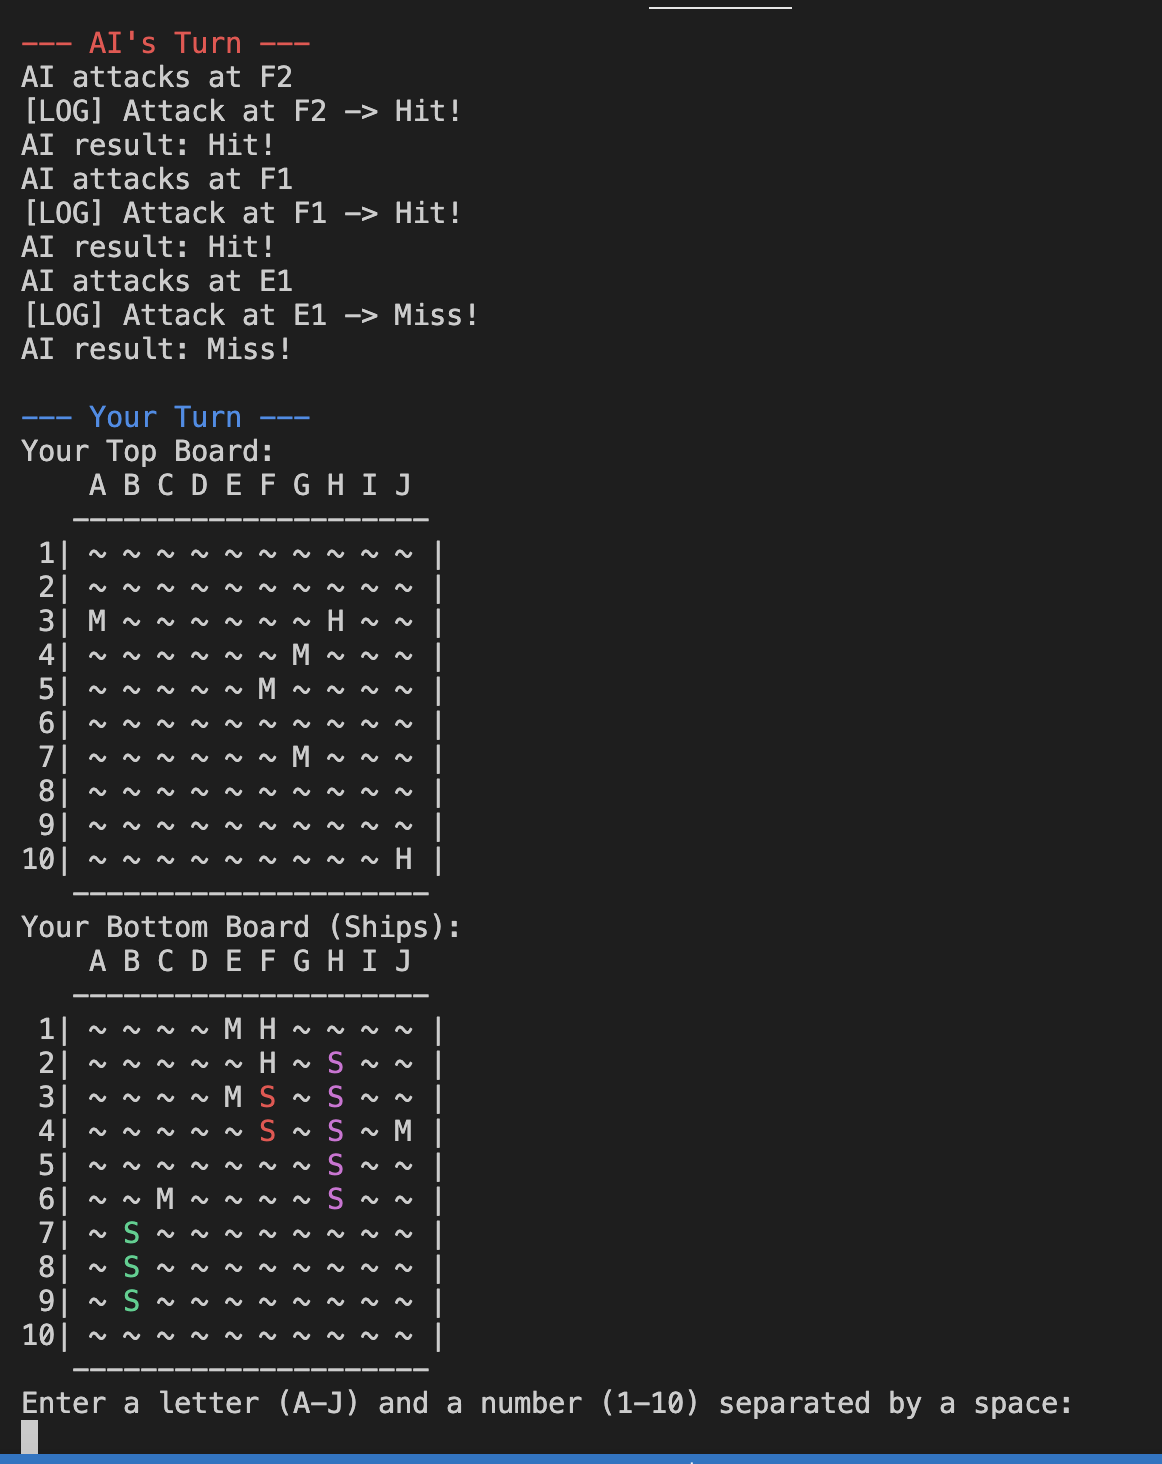 --- AI's Turn ---
AI attacks at F2
[LOG] Attack at F2 -> Hit!
AI result: Hit!
AI attacks at F1
[LOG] Attack at F1 -> Hit!
AI result: Hit!
AI attacks at E1
[LOG] Attack at E1 -> Miss!
AI result: Miss!
--- Your Turn ---
Your Top Board:
    A B C D E F G H I J
   ---------------------
 1| ~ ~ ~ ~ ~ ~ ~ ~ ~ ~ |
 2| ~ ~ ~ ~ ~ ~ ~ ~ ~ ~ |
 3| M ~ ~ ~ ~ ~ ~ H ~ ~ |
 4| ~ ~ ~ ~ ~ ~ M ~ ~ ~ |
 5| ~ ~ ~ ~ ~ M ~ ~ ~ ~ |
 6| ~ ~ ~ ~ ~ ~ ~ ~ ~ ~ |
 7| ~ ~ ~ ~ ~ ~ M ~ ~ ~ |
 8| ~ ~ ~ ~ ~ ~ ~ ~ ~ ~ |
 9| ~ ~ ~ ~ ~ ~ ~ ~ ~ ~ |
10| ~ ~ ~ ~ ~ ~ ~ ~ ~ H |
   ---------------------
Your Bottom Board (Ships):
    A B C D E F G H I J
   ---------------------
 1| ~ ~ ~ ~ M H ~ ~ ~ ~ |
 2| ~ ~ ~ ~ ~ H ~ S ~ ~ |
 3| ~ ~ ~ ~ M S ~ S ~ ~ |
 4| ~ ~ ~ ~ ~ S ~ S ~ M |
 5| ~ ~ ~ ~ ~ ~ ~ S ~ ~ |
 6| ~ ~ M ~ ~ ~ ~ S ~ ~ |
 7| ~ S ~ ~ ~ ~ ~ ~ ~ ~ |
 8| ~ S ~ ~ ~ ~ ~ ~ ~ ~ |
 9| ~ S ~ ~ ~ ~ ~ ~ ~ ~ |
10| ~ ~ ~ ~ ~ ~ ~ ~ ~ ~ |
   ---------------------
Enter a letter (A-J) and a number (1-10) separated by a space: